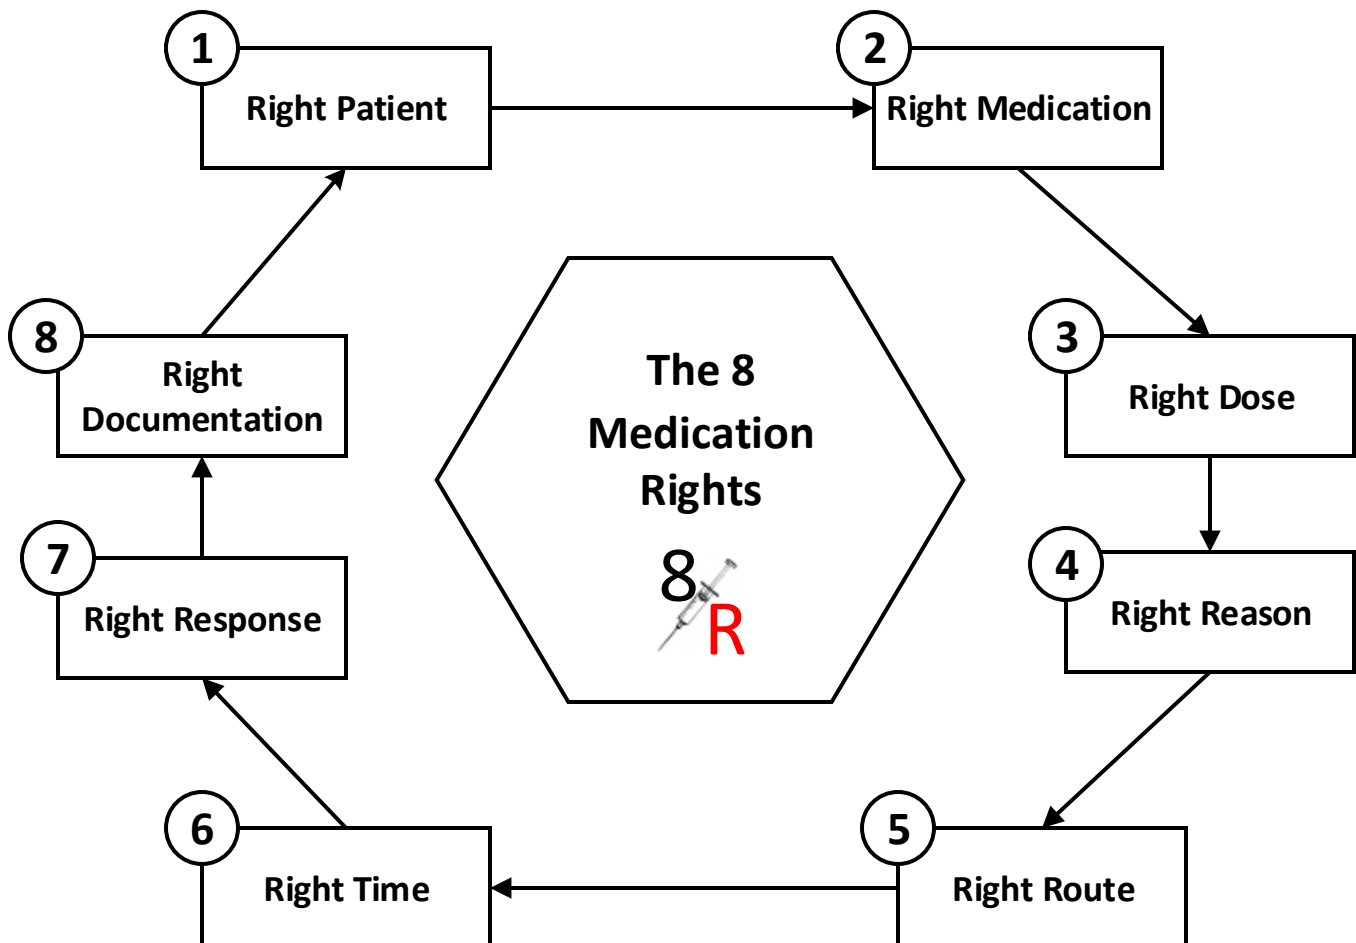 1
Right Patient
2
Right Medication
3
Right Dose
4
Right Reason
5
Right Route
6
Right Time
7
Right Response
8
Right
Documentation
The 8
Medication
Rights
8
R